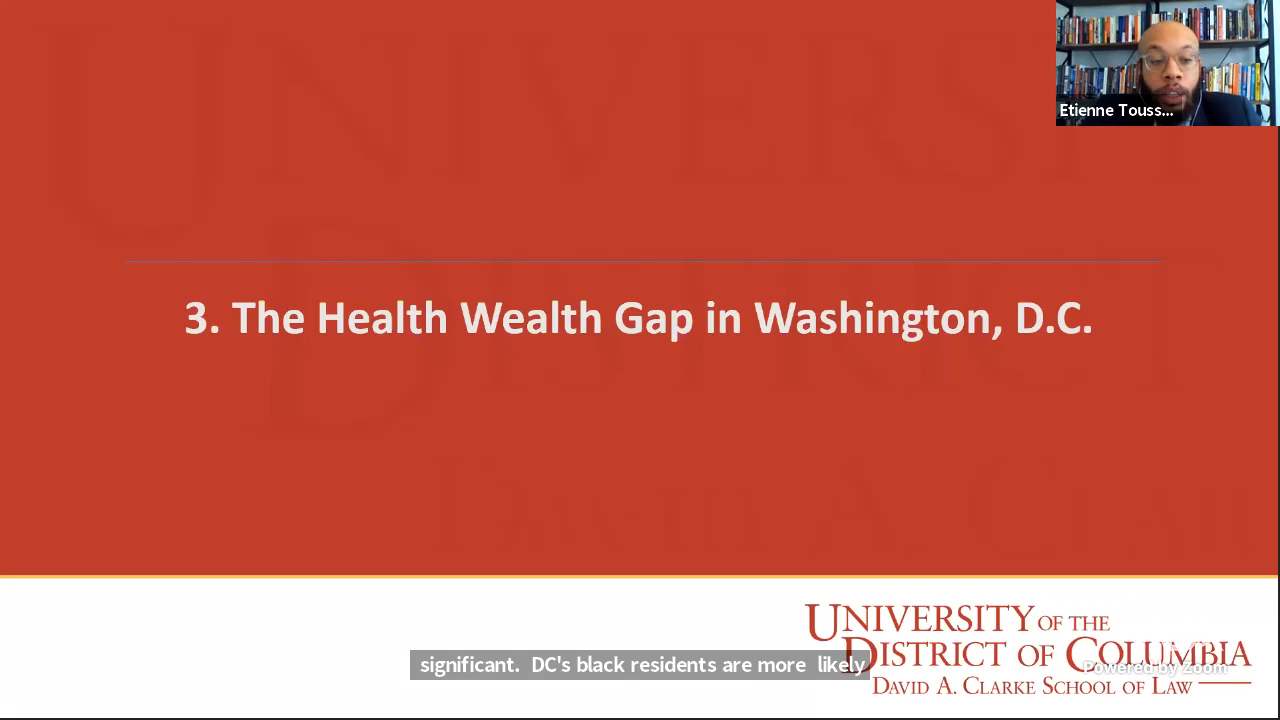 Etienne Touss...
3. The Health Wealth Gap in Washington, D.C.
UNIVERSITY OF THE
DISTRICT OF COLUMBIA
DAVID A. CLARKE SCHOOL OF LAW
significant. DC's black residents are more likely
Powered by Zoom